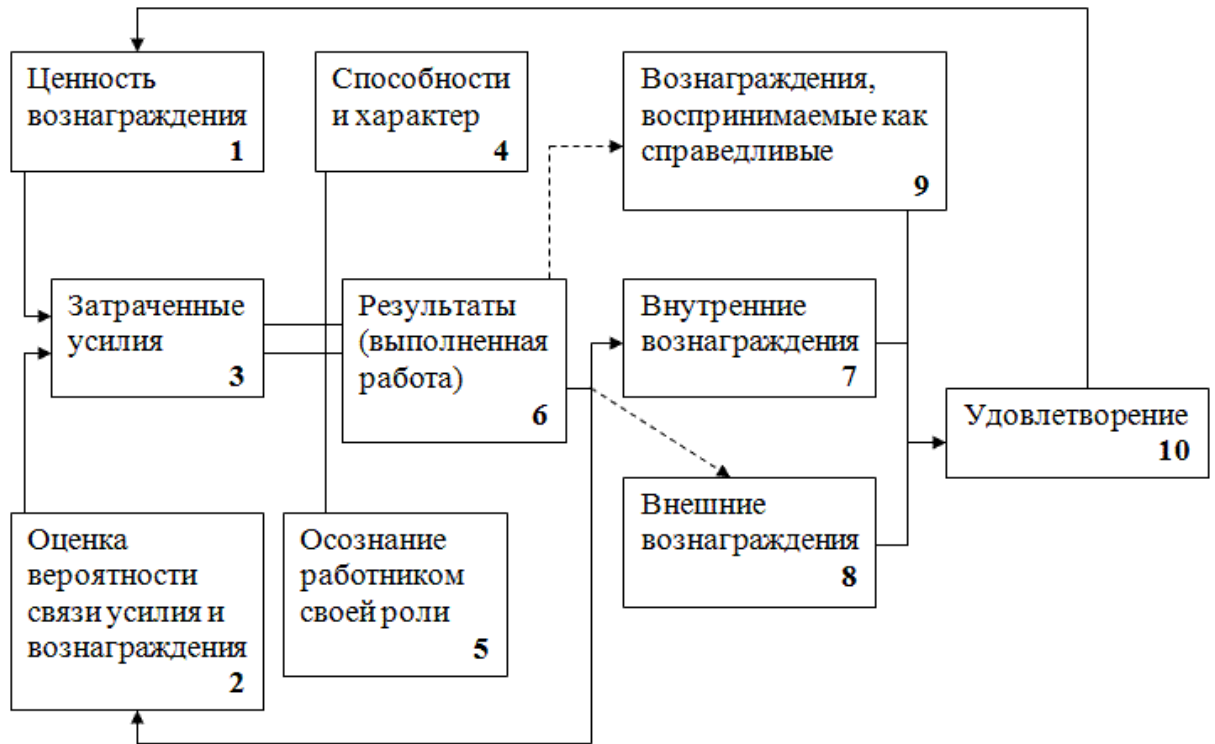 Ценность
вознаграждения
1
Способности
и характер
4
Вознаграждения,
воспринимаемые как
справедливые
9
Затраченные
усилия
3
Результаты
(выполненная
работа)
6
Внутренние
вознаграждения
7
Удовлетворение
10
Оценка
вероятности
связи усилия и
вознаграждения
2
Осознание
работником
своей роли
5
Внешние
вознаграждения
8